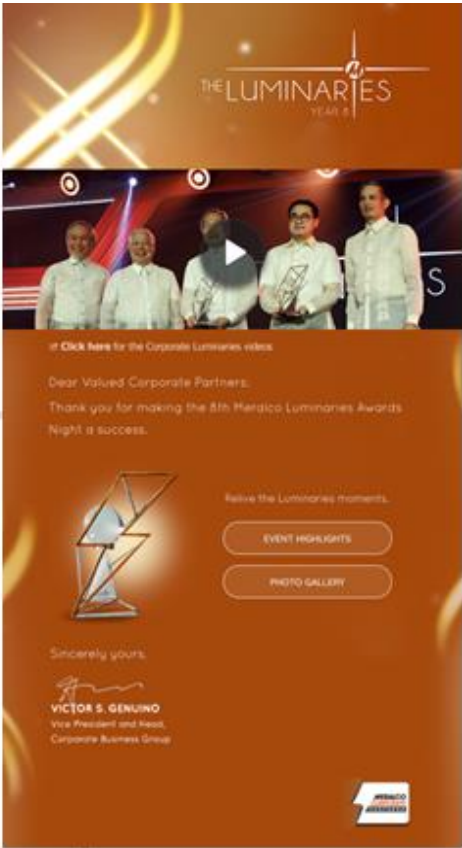 THE LUMINARIES
YEAR 8
S
Click here for the Corporate Luminaries videos
Dear Valued Corporate Partners,
Thank you for making the 8th Meralco Luminaries Awards
Night a success.
Relive the Luminaries moments.
EVENT HIGHLIGHTS
PHOTO GALLERY
Sincerely yours,
VICTOR S. GENUINO
Vice President and Head,
Corporate Business Group
MERALCO